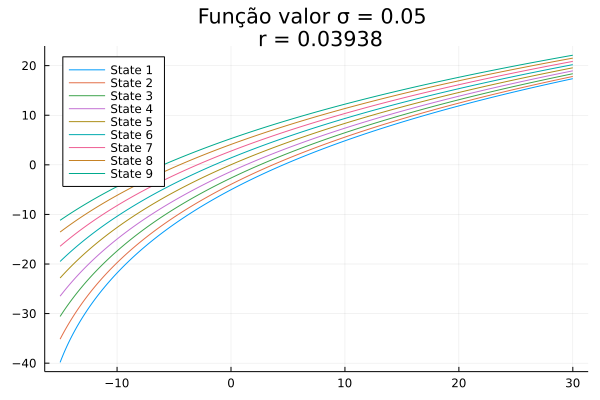 Função valor σ = 0.05
r = 0.03938
State 1
State 2
State 3
State 4
State 5
State 6
State 7
State 8
State 9
20
10
0
−10
−20
−30
−40
−10
0
10
20
30